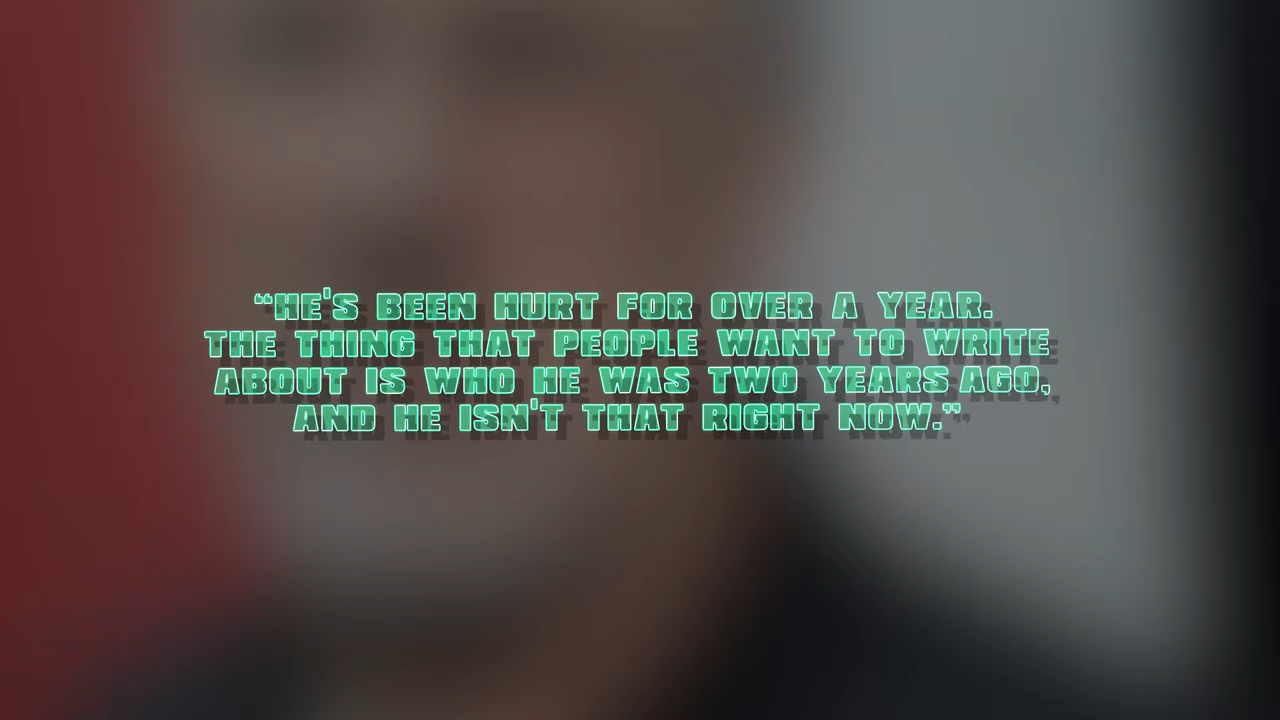 “HE'S BEEN HURT FOR OVER A YEAR.
THE THING THAT PEOPLE WANT TO WRITE
ABOUT IS WHO HE WAS TWO YEARS AGO,
AND HE ISN'T THAT RIGHT NOW.”